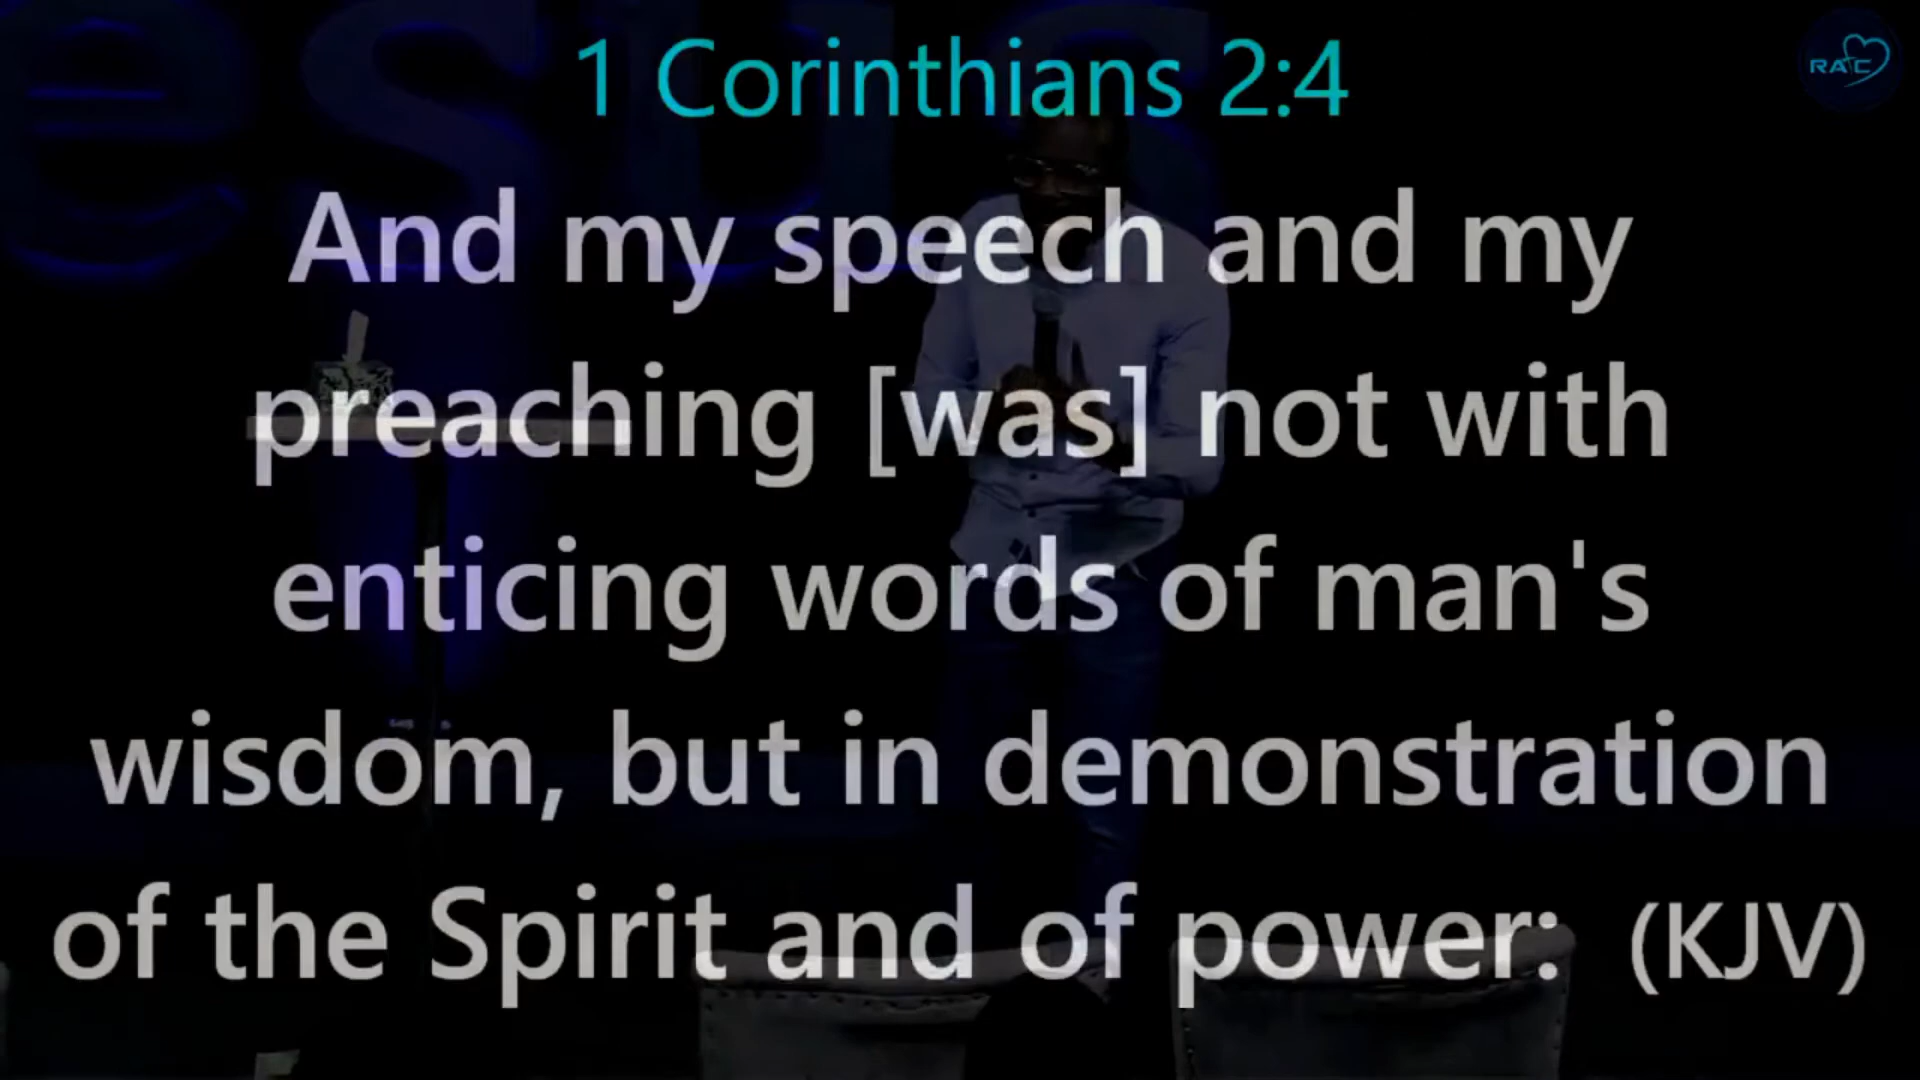 esus
1 Corinthians 2:4
RAC
And my speech and my
preaching [was] not with
enticing words of man's
wisdom, but in demonstration
of the Spirit and of power: (KJV)